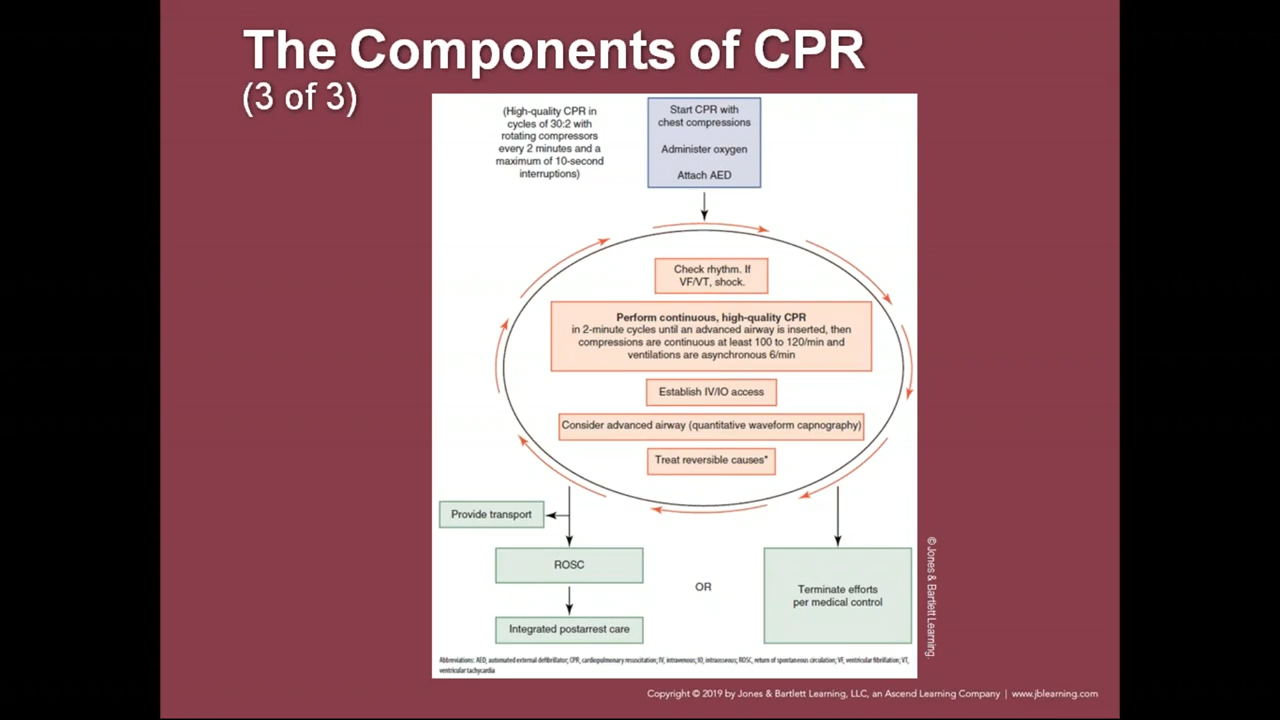 The Components of CPR
(3 of 3)
(High-quality CPR in
cycles of 30:2 with
rotating compressors
every 2 minutes and a
maximum of 10-second
interruptions)
Start CPR with
chest compressions
Administer oxygen
Attach AED
Check rhythm. If
VF/VT, shock.
Perform continuous, high-quality CPR
in 2-minute cycles until an advanced airway is inserted, then
compressions are continuous at least 100 to 120/min and
ventilations are asynchronous 6/min
Establish IV/IO access
Consider advanced airway (quantitative waveform capnography)
Treat reversible causes*
Provide transport
ROSC
OR
Terminate efforts
per medical control
Integrated postarrest care
Abbreviations: AED, automated external defibrillator; CPR, cardiopulmonary resuscitation; IV, intravenous; IO, intraosseous; ROSC, return of spontaneous circulation; VF, ventricular fibrillation; VT,
ventricular tachycardia
© Jones & Bartlett Learning.
Copyright © 2019 by Jones & Bartlett Learning, LLC, an Ascend Learning Company | www.jblearning.com